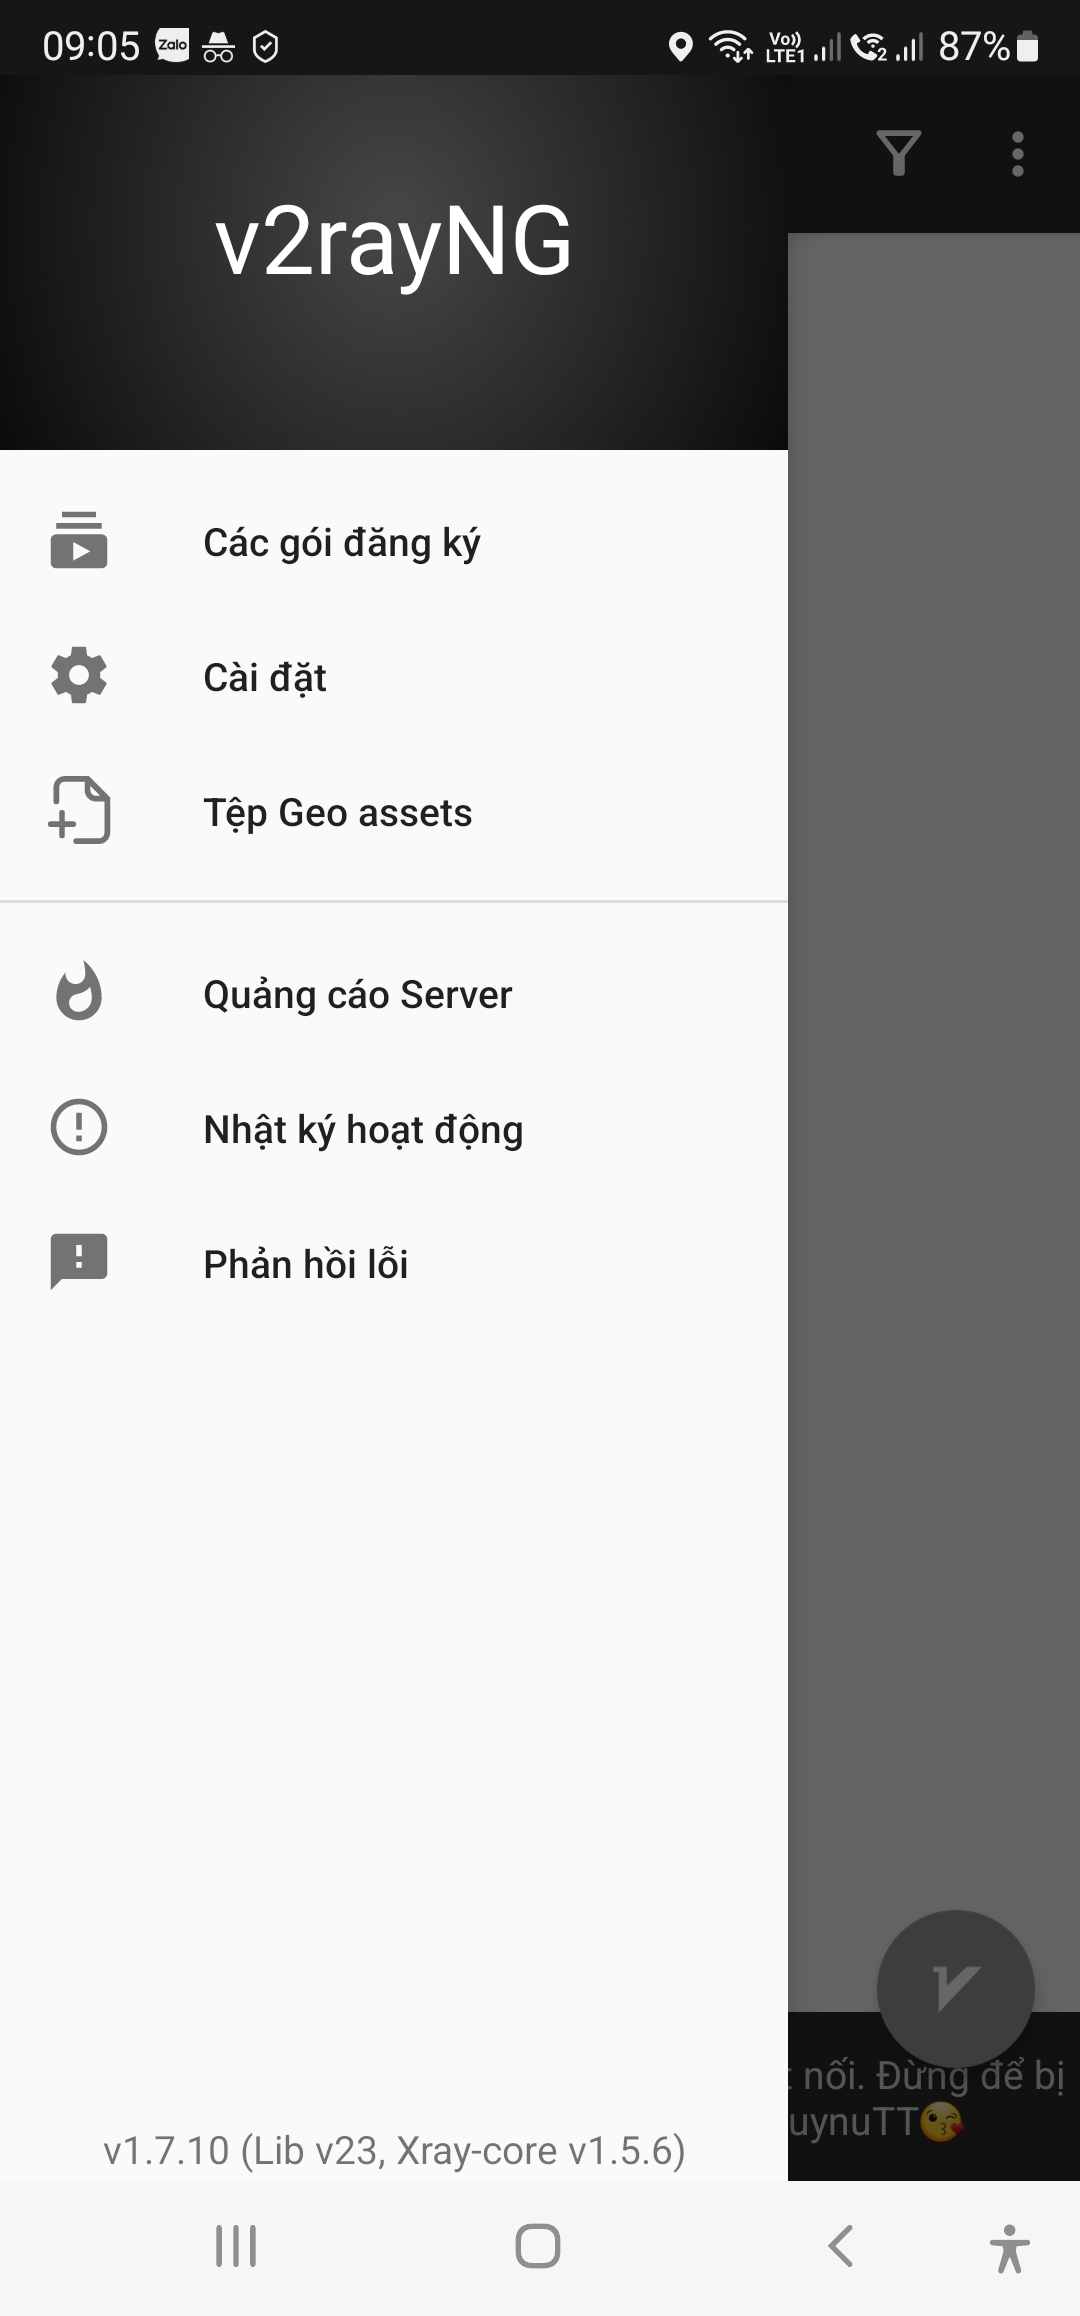 09:05 Zalo Vo)) LTE1 2 87%
v2rayNG
Các gói đăng ký
Cài đặt
Tệp Geo assets
Quảng cáo Server
Nhật ký hoạt động
Phản hồi lỗi
nối. Đừng để bị
uynuTT😘
v1.7.10 (Lib v23, Xray-core v1.5.6)